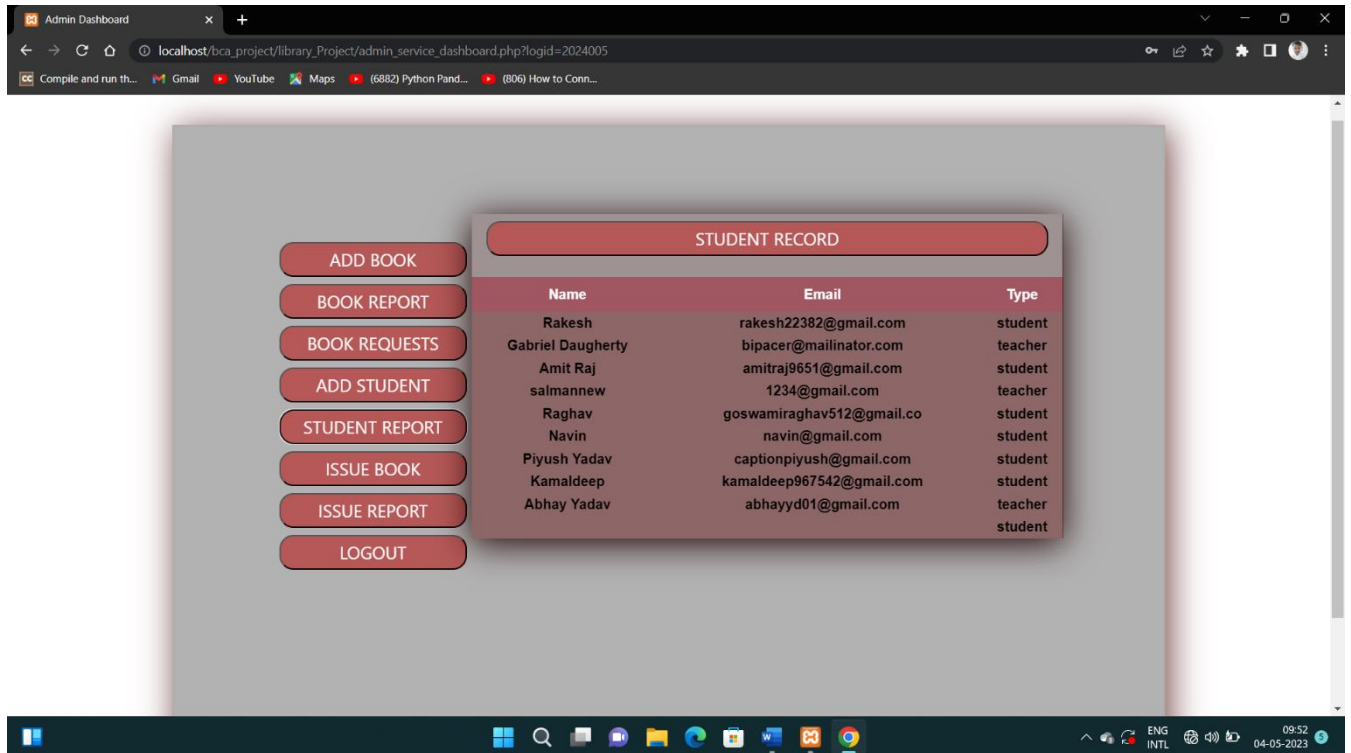 Admin Dashboard
localhost/bca_project/library_Project/admin_service_dashboard.php?logid=2024005
CC Compile and run th... Gmail YouTube Maps (6882) Python Pand... (806) How to Conn...
STUDENT RECORD
ADD BOOK
BOOK REPORT
BOOK REQUESTS
ADD STUDENT
STUDENT REPORT
ISSUE BOOK
ISSUE REPORT
LOGOUT
Name Email Type
Rakesh rakesh22382@gmail.com student
Gabriel Daugherty bipacer@mailinator.com teacher
Amit Raj amitraj9651@gmail.com student
salmannew 1234@gmail.com teacher
Raghav goswamiraghav512@gmail.co student
Navin navin@gmail.com student
Piyush Yadav captionpiyush@gmail.com student
Kamaldeep kamaldeep967542@gmail.com student
Abhay Yadav abhayyd01@gmail.com teacher
student
ENG 09:52
INTL 04-05-2023 5